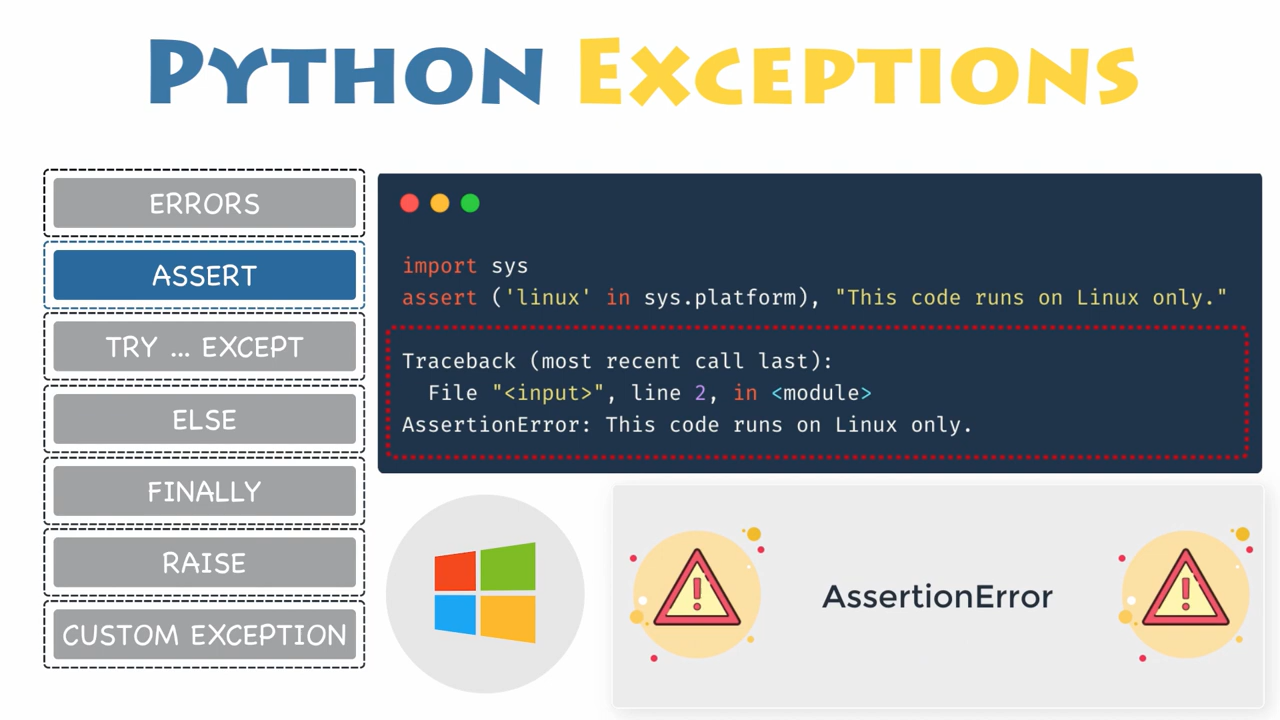 PYTHON EXCEPTIONS
ERRORS
ASSERT
TRY ... EXCEPT
ELSE
FINALLY
RAISE
CUSTOM EXCEPTION
import sys
assert ('linux' in sys.platform), "This code runs on Linux only."
Traceback (most recent call last):
  File "<input>", line 2, in <module>
AssertionError: This code runs on Linux only.
AssertionError